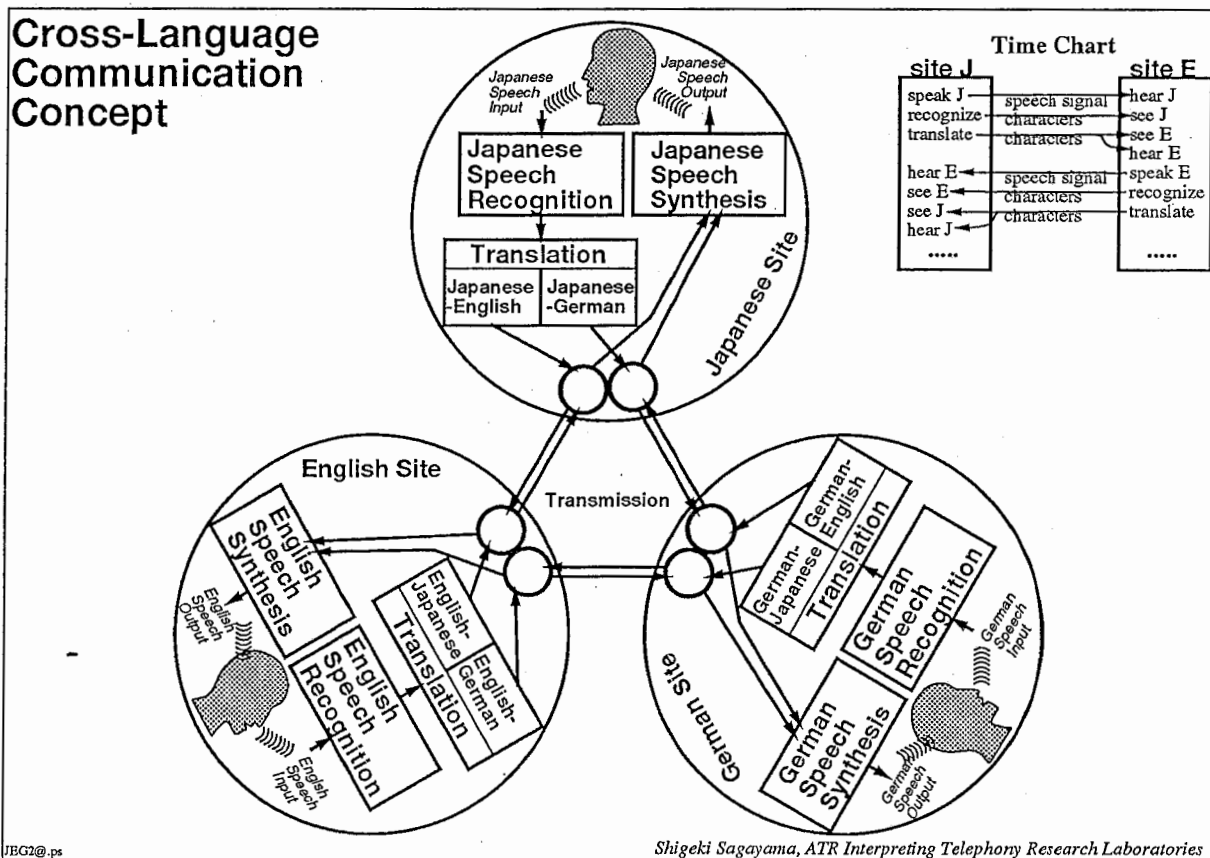 Cross-Language
Communication
Concept
Japanese
Speech
Input
Japanese
Speech
Output
Japanese
Speech
Recognition
Japanese
Speech
Synthesis
Translation
Japanese
-English
Japanese
-German
Japanese Site
Time Chart
site J
site E
speak J
speech signal
hear J
recognize
characters
see J
translate
characters
see E
hear E
hear E
speech signal
speak E
see E
characters
recognize
see J
characters
translate
hear J
.....
.....
Transmission
English Site
English
Speech
Synthesis
English
Speech
Output
English
Speech
Recognition
English
Speech
Input
English-
Japanese
English-
German
Translation
German Site
German-
English
German-
Japanese
Translation
German
Speech
Recognition
German
Speech
Input
German
Speech
Synthesis
German
Speech
Output
JEG2@.ps
Shigeki Sagayama, ATR Interpreting Telephony Research Laboratories